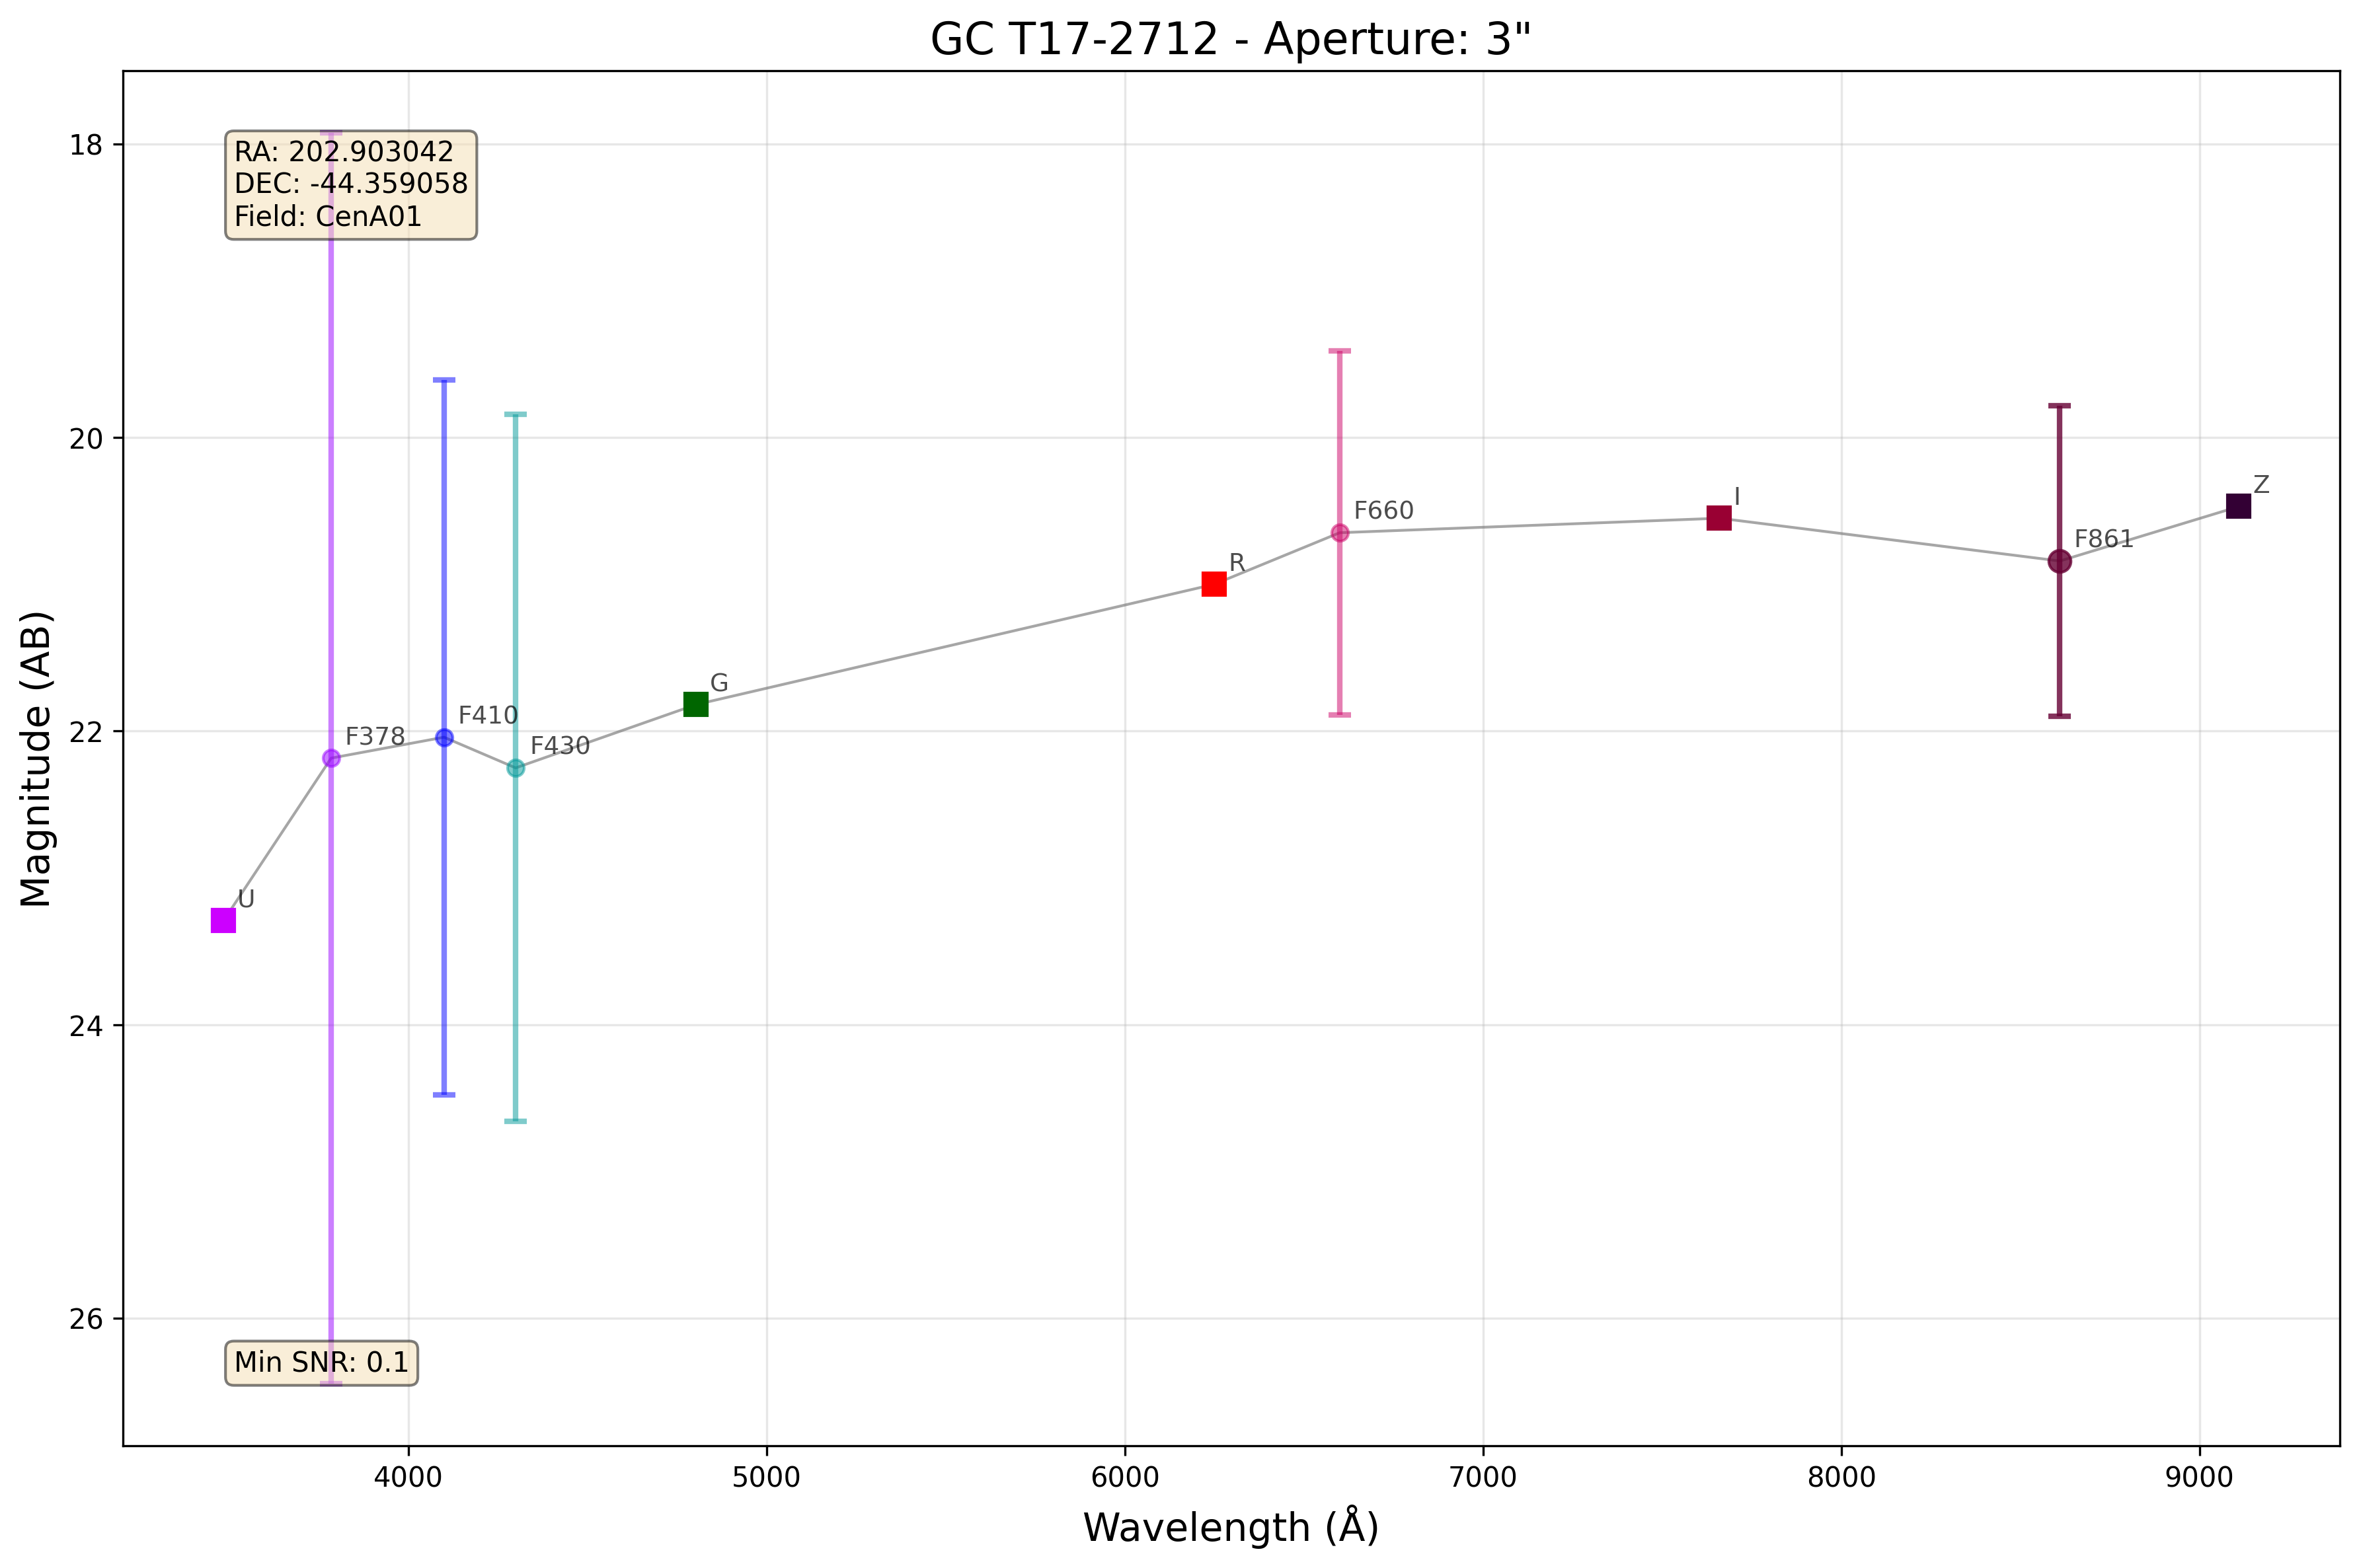 GC T17-2712 - Aperture: 3"
RA: 202.903042
DEC: -44.359058
Field: CenA01
18
20
22
24
26
Magnitude (AB)
U
F378
F410
F430
G
R
F660
I
F861
Z
Min SNR: 0.1
4000
5000
6000
7000
8000
9000
Wavelength (Å)